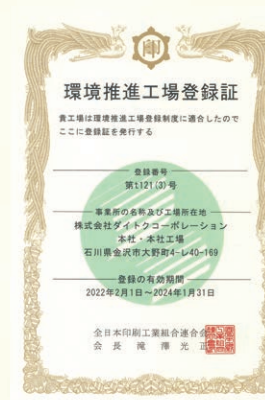 環境推進工場登録証
貴工場は環境推進工場登録制度に適合したので
ここに登録証を発行する
登録番号
第t121(3)号
事業所の名称及び工場所在地
株式会社ダイトクコーポレーション
本社・本社工場
石川県金沢市大野町4-レ40-169
登録の有効期間
2022年2月1日～2024年1月31日
全日本印刷工業組合連合会
会長 滝澤光正